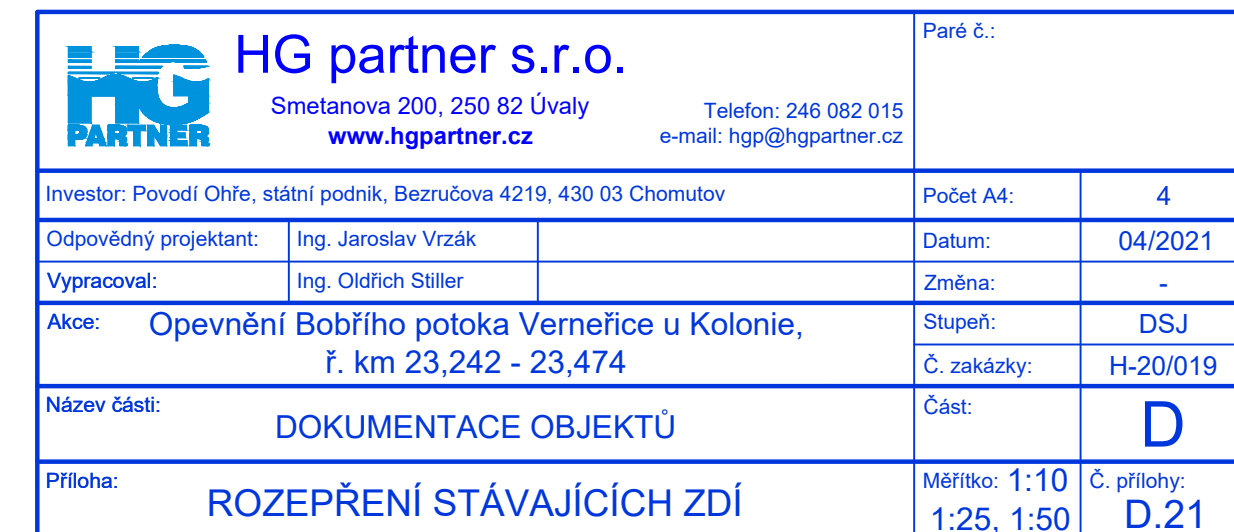 HG PARTNER
HG partner s.r.o.
Smetanova 200, 250 82 Úvaly
www.hgpartner.cz
Telefon: 246 082 015
e-mail: hgp@hgpartner.cz
Paré č.:
Investor: Povodí Ohře, státní podnik, Bezručova 4219, 430 03 Chomutov
Počet A4: 4
Odpovědný projektant: Ing. Jaroslav Vrzák
Datum: 04/2021
Vypracoval: Ing. Oldřich Stiller
Změna: -
Akce: Opevnění Bobřího potoka Verneřice u Kolonie,
ř. km 23,242 - 23,474
Stupeň: DSJ
Č. zakázky: H-20/019
Název části:
DOKUMENTACE OBJEKTŮ
Část: D
Příloha:
ROZEPŘENÍ STÁVAJÍCÍCH ZDÍ
Měřítko: 1:10
1:25, 1:50
Č. přílohy:
D.21